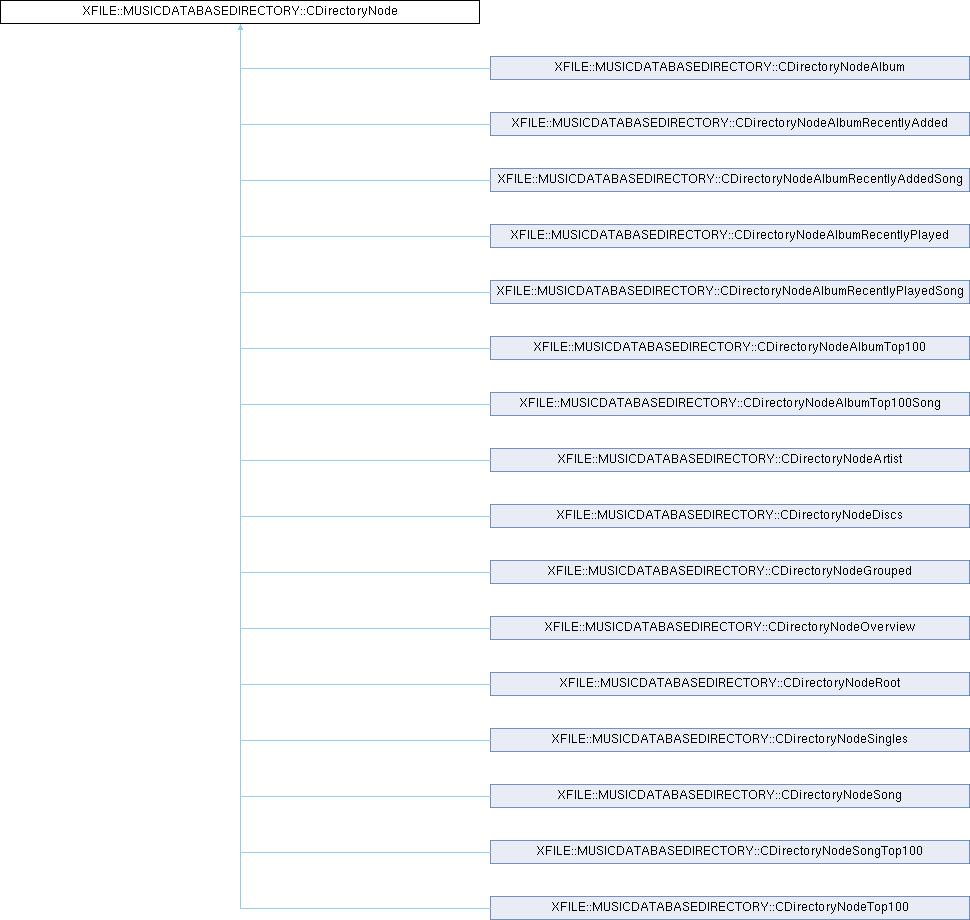 XFILE::MUSICDATABASEDIRECTORY::CDirectoryNode
XFILE::MUSICDATABASEDIRECTORY::CDirectoryNodeAlbum
XFILE::MUSICDATABASEDIRECTORY::CDirectoryNodeAlbumRecentlyAdded
XFILE::MUSICDATABASEDIRECTORY::CDirectoryNodeAlbumRecentlyAddedSong
XFILE::MUSICDATABASEDIRECTORY::CDirectoryNodeAlbumRecentlyPlayed
XFILE::MUSICDATABASEDIRECTORY::CDirectoryNodeAlbumRecentlyPlayedSong
XFILE::MUSICDATABASEDIRECTORY::CDirectoryNodeAlbumTop100
XFILE::MUSICDATABASEDIRECTORY::CDirectoryNodeAlbumTop100Song
XFILE::MUSICDATABASEDIRECTORY::CDirectoryNodeArtist
XFILE::MUSICDATABASEDIRECTORY::CDirectoryNodeDiscs
XFILE::MUSICDATABASEDIRECTORY::CDirectoryNodeGrouped
XFILE::MUSICDATABASEDIRECTORY::CDirectoryNodeOverview
XFILE::MUSICDATABASEDIRECTORY::CDirectoryNodeRoot
XFILE::MUSICDATABASEDIRECTORY::CDirectoryNodeSingles
XFILE::MUSICDATABASEDIRECTORY::CDirectoryNodeSong
XFILE::MUSICDATABASEDIRECTORY::CDirectoryNodeSongTop100
XFILE::MUSICDATABASEDIRECTORY::CDirectoryNodeTop100